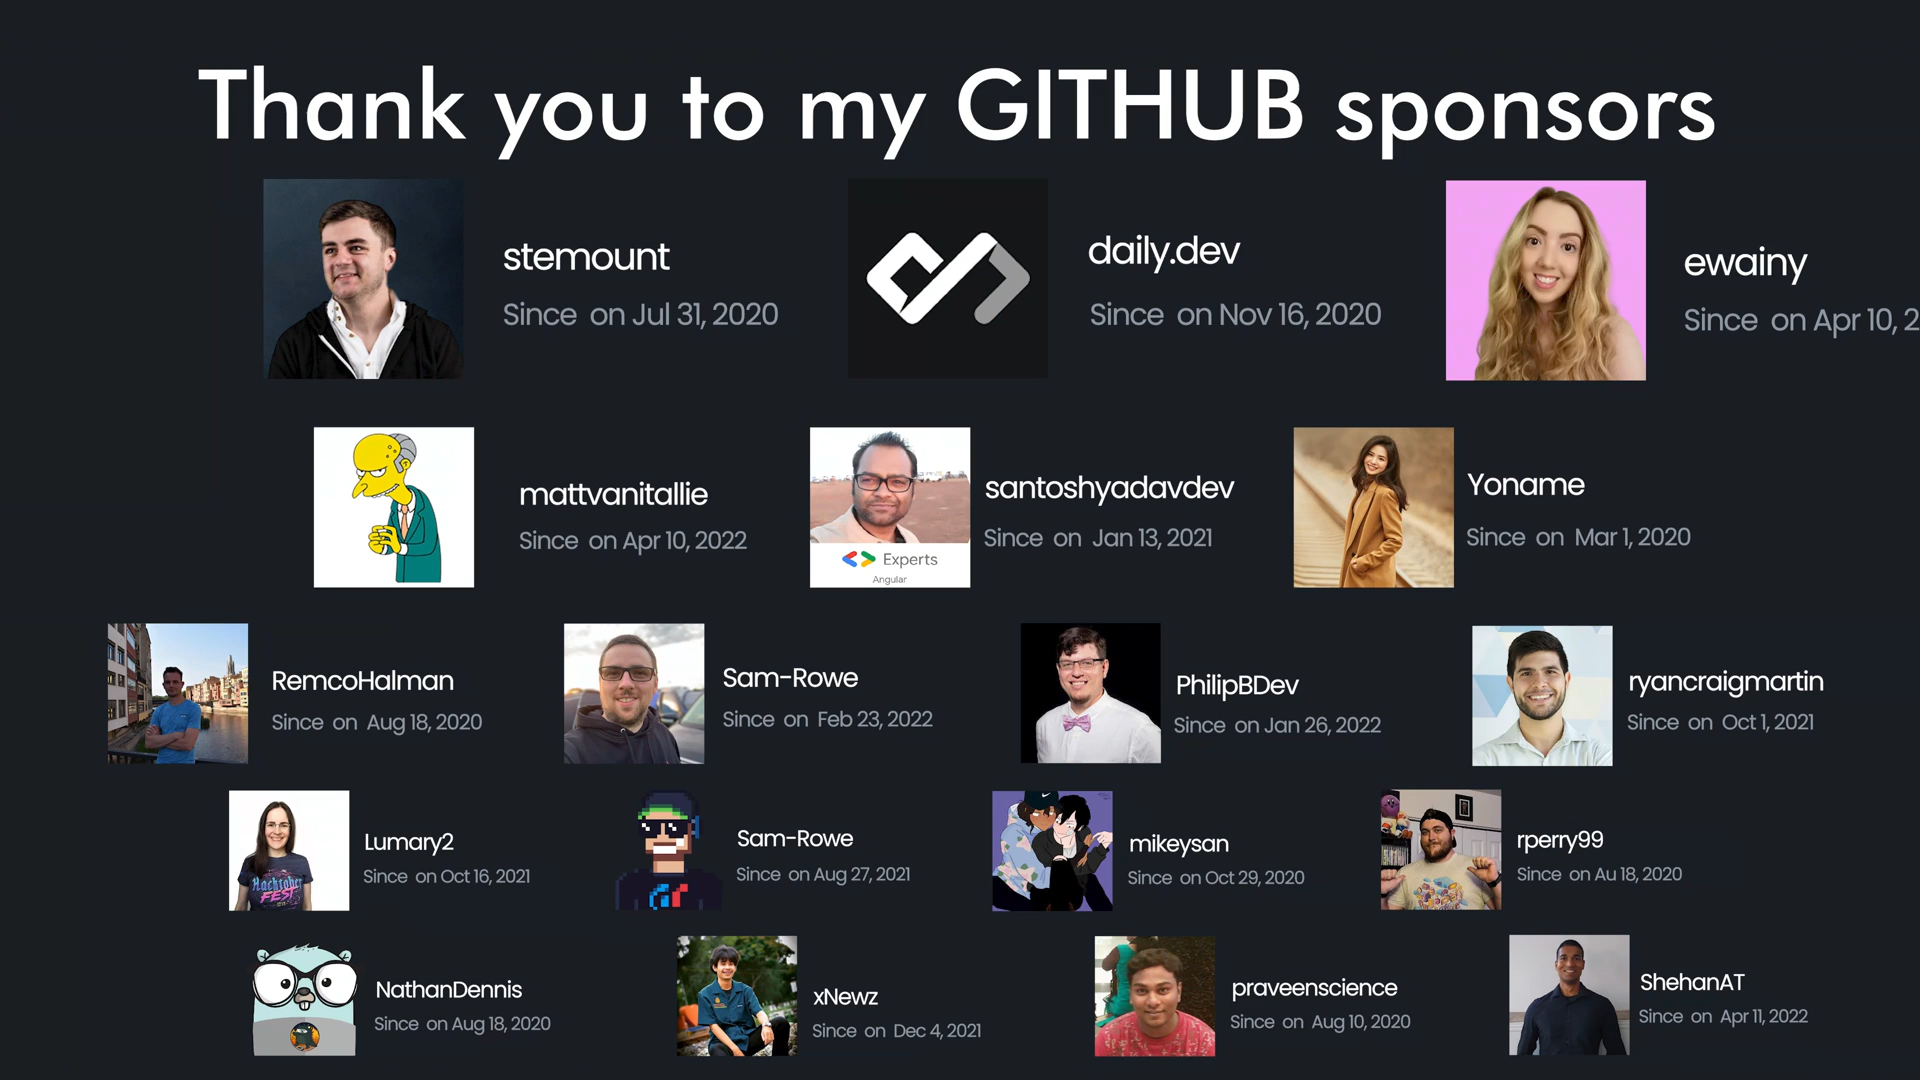 Thank you to my GITHUB sponsors
stemount
Since on Jul 31, 2020
daily.dev
Since on Nov 16, 2020
ewainy
Since on Apr 10, 2
mattvanitallie
Since on Apr 10, 2022
santoshyadavdev
Since on Jan 13, 2021
Experts
Angular
Yoname
Since on Mar 1, 2020
RemcoHalman
Since on Aug 18, 2020
Sam-Rowe
Since on Feb 23, 2022
PhilipBDev
Since on Jan 26, 2022
ryancraigmartin
Since on Oct 1, 2021
Lumary2
Since on Oct 16, 2021
Hacktober
FEST
Sam-Rowe
Since on Aug 27, 2021
mikeysan
Since on Oct 29, 2020
rperry99
Since on Au 18, 2020
NathanDennis
Since on Aug 18, 2020
xNewz
Since on Dec 4, 2021
praveenscience
Since on Aug 10, 2020
ShehanAT
Since on Apr 11, 2022